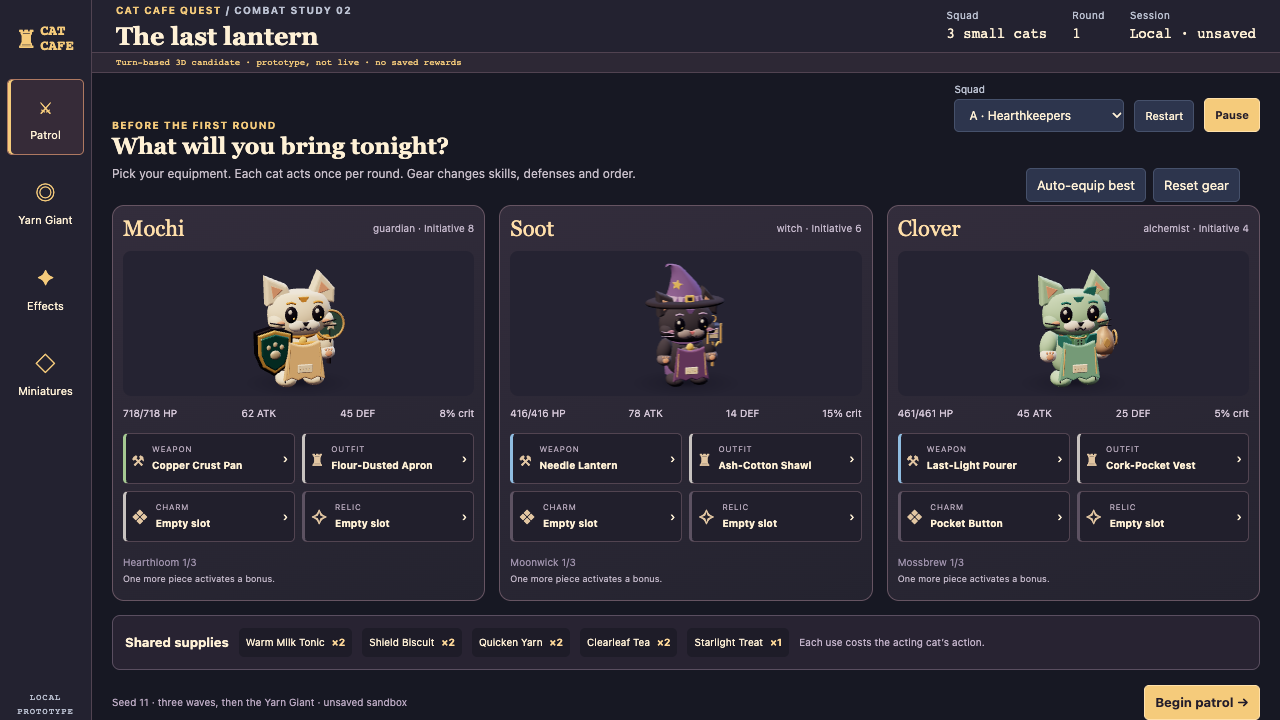 CAT
CAFE
Patrol
Yarn Giant
Effects
Miniatures
LOCAL
PROTOTYPE
CAT CAFE QUEST / COMBAT STUDY 02
The last lantern
Squad
3 small cats
Round
1
Session
Local · unsaved
Turn-based 3D candidate · prototype, not live · no saved rewards
BEFORE THE FIRST ROUND
What will you bring tonight?
Pick your equipment. Each cat acts once per round. Gear changes skills, defenses and order.
Squad
A · Hearthkeepers
Restart
Pause
Auto-equip best
Reset gear
Mochi
guardian · Initiative 8
718/718 HP
62 ATK
45 DEF
8% crit
WEAPON
Copper Crust Pan
OUTFIT
Flour-Dusted Apron
CHARM
Empty slot
RELIC
Empty slot
Hearthloom 1/3
One more piece activates a bonus.
Soot
witch · Initiative 6
416/416 HP
78 ATK
14 DEF
15% crit
WEAPON
Needle Lantern
OUTFIT
Ash-Cotton Shawl
CHARM
Empty slot
RELIC
Empty slot
Moonwick 1/3
One more piece activates a bonus.
Clover
alchemist · Initiative 4
461/461 HP
45 ATK
25 DEF
5% crit
WEAPON
Last-Light Pourer
OUTFIT
Cork-Pocket Vest
CHARM
Pocket Button
RELIC
Empty slot
Mossbrew 1/3
One more piece activates a bonus.
Shared supplies
Warm Milk Tonic ×2
Shield Biscuit ×2
Quicken Yarn ×2
Clearleaf Tea ×2
Starlight Treat ×1
Each use costs the acting cat's action.
Seed 11 · three waves, then the Yarn Giant · unsaved sandbox
Begin patrol →